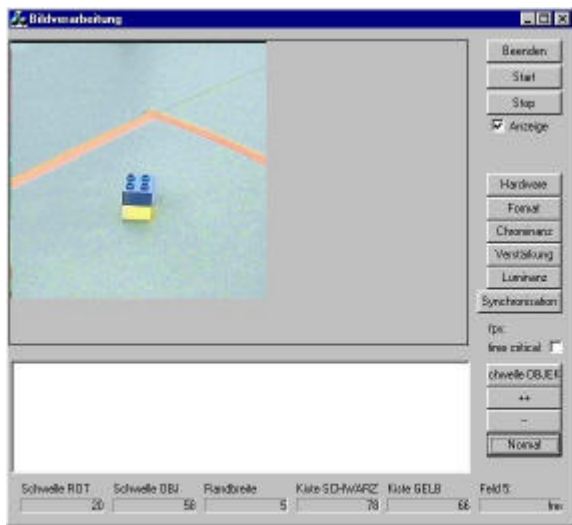 Bildverarbeitung
Beenden
Start
Stop
Anzeige
Hardware
Format
Chrominanz
Verstärkung
Luminanz
Synchronisation
fps:
time critical
chwelle OBJEK
++
--
Normal
Schwelle ROT
Schwelle OBJ
Randbreite
Kiste SCHWARZ
Kiste GELB
Feld 5:
20
5
78
66
frei